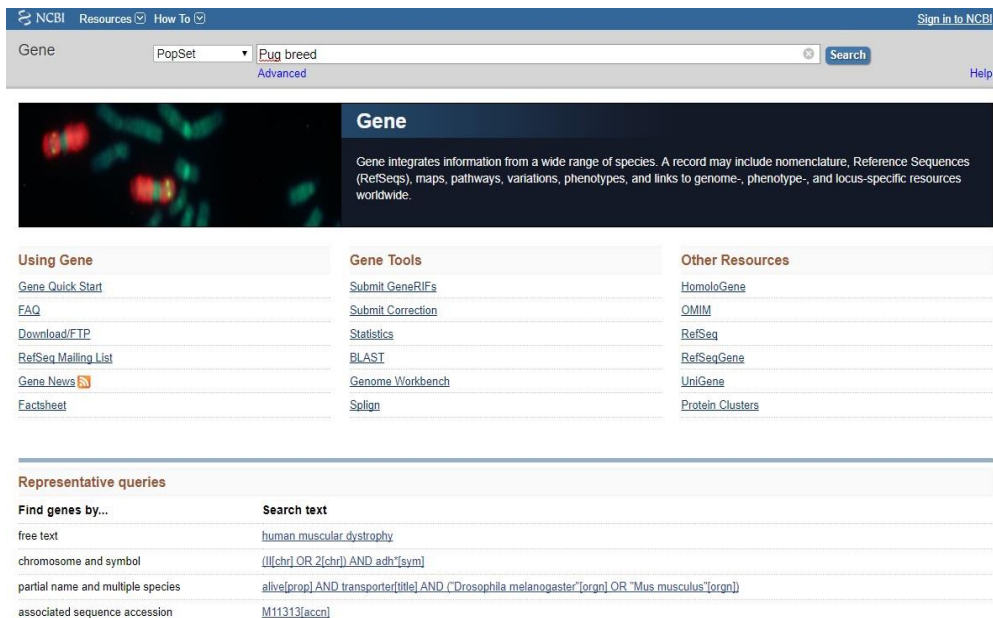 NCBI Resources How To Sign in to NCBI
Gene PopSet Pug breed Search
Advanced Help
Gene
Gene integrates information from a wide range of species. A record may include nomenclature, Reference Sequences
(RefSeqs), maps, pathways, variations, phenotypes, and links to genome-, phenotype-, and locus-specific resources
worldwide.
Using Gene
Gene Quick Start
FAQ
Download/FTP
RefSeq Mailing List
Gene News
Factsheet
Gene Tools
Submit GeneRIFs
Submit Correction
Statistics
BLAST
Genome Workbench
Splign
Other Resources
HomoloGene
OMIM
RefSeq
RefSeqGene
UniGene
Protein Clusters
Representative queries
Find genes by... Search text
free text human muscular dystrophy
chromosome and symbol (II[chr] OR 2[chr]) AND adh*[sym]
partial name and multiple species alive[prop] AND transporter[title] AND ("Drosophila melanogaster"[orgn] OR "Mus musculus"[orgn])
associated sequence accession M11313[accn]